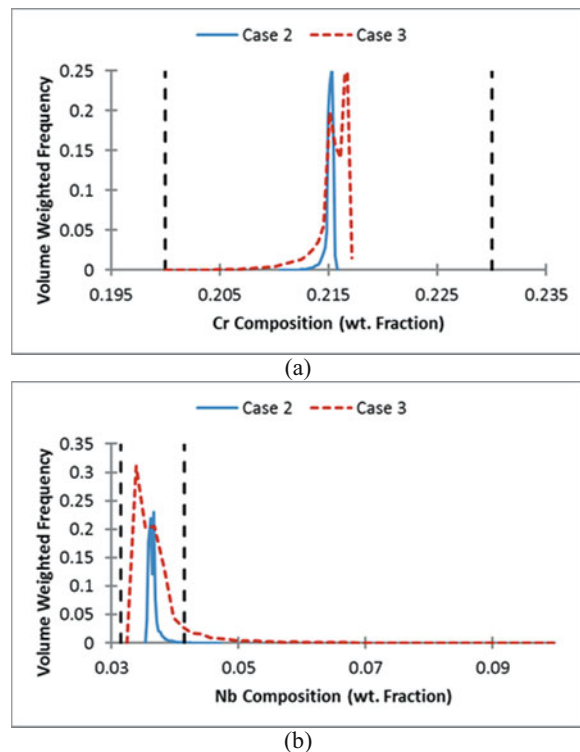 Case 2 Case 3
Volume Weighted Frequency
0.25
0.2
0.15
0.1
0.05
0
0.195 0.205 0.215 0.225 0.235
Cr Composition (wt. Fraction)
(a)
Case 2 Case 3
Volume Weighted Frequency
0.35
0.3
0.25
0.2
0.15
0.1
0.05
0
0.03 0.05 0.07 0.09
Nb Composition (wt. Fraction)
(b)